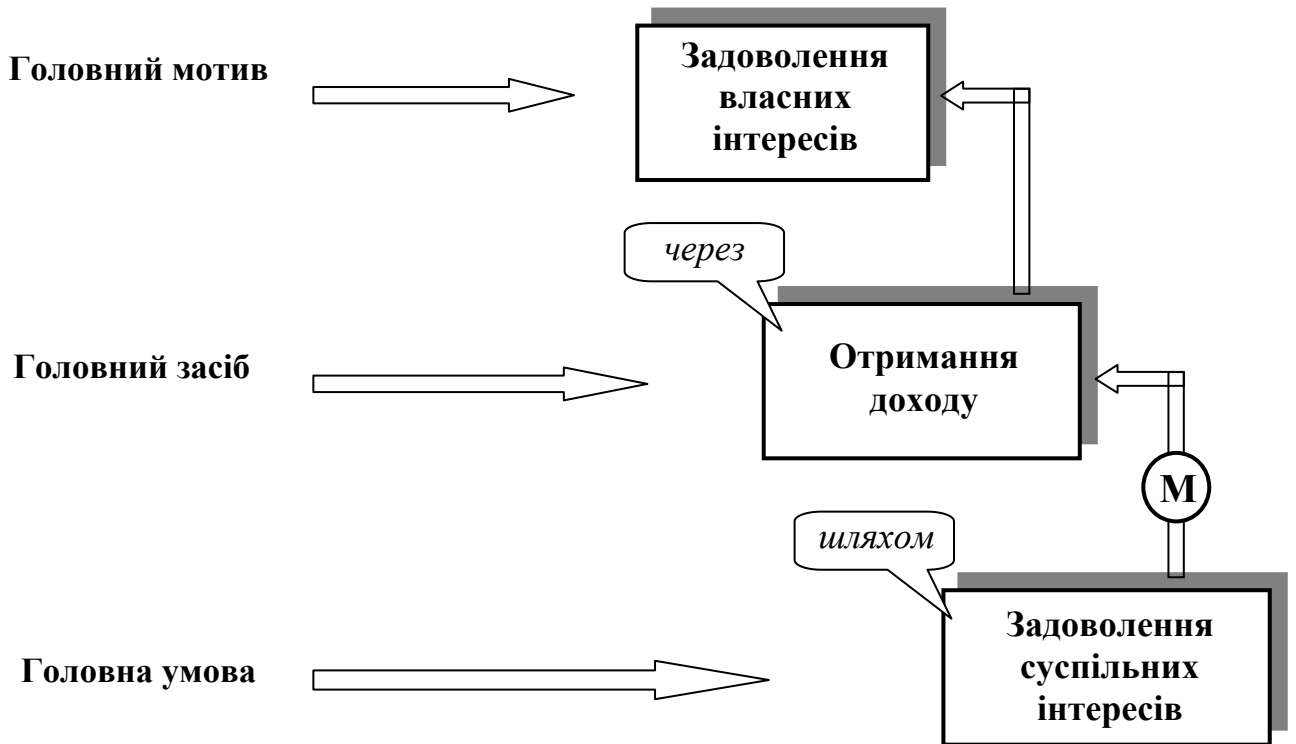 Головний мотив
Задоволення
власних
інтересів
через
Головний засіб
Отримання
доходу
М
шляхом
Головна умова
Задоволення
суспільних
інтересів